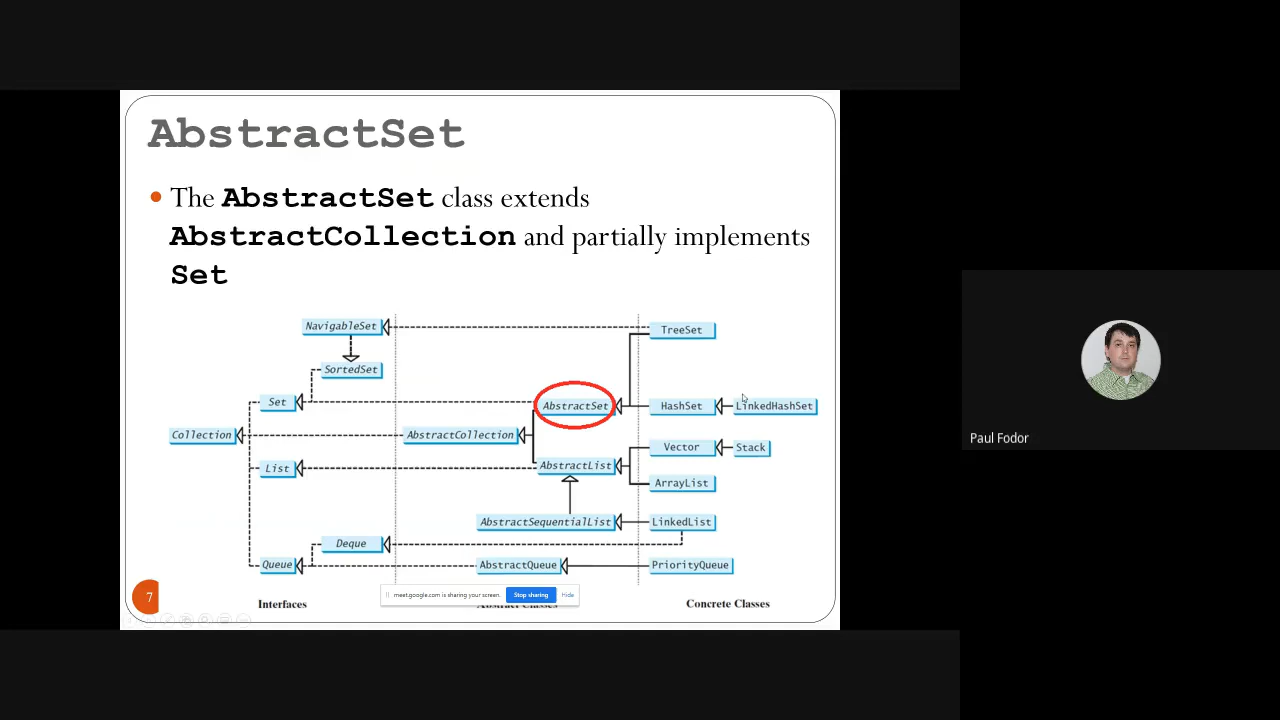 AbstractSet
• The AbstractSet class extends
AbstractCollection and partially implements
Set
NavigableSet
TreeSet
SortedSet
Set
AbstractSet
HashSet
LinkedHashSet
Collection
AbstractCollection
Vector
Stack
List
AbstractList
ArrayList
AbstractSequentialList
LinkedList
Deque
Queue
AbstractQueue
PriorityQueue
7
meet.google.com is sharing your screen.
Stop sharing
Hide
Interfaces
Abstract Classes
Concrete Classes
Paul Fodor